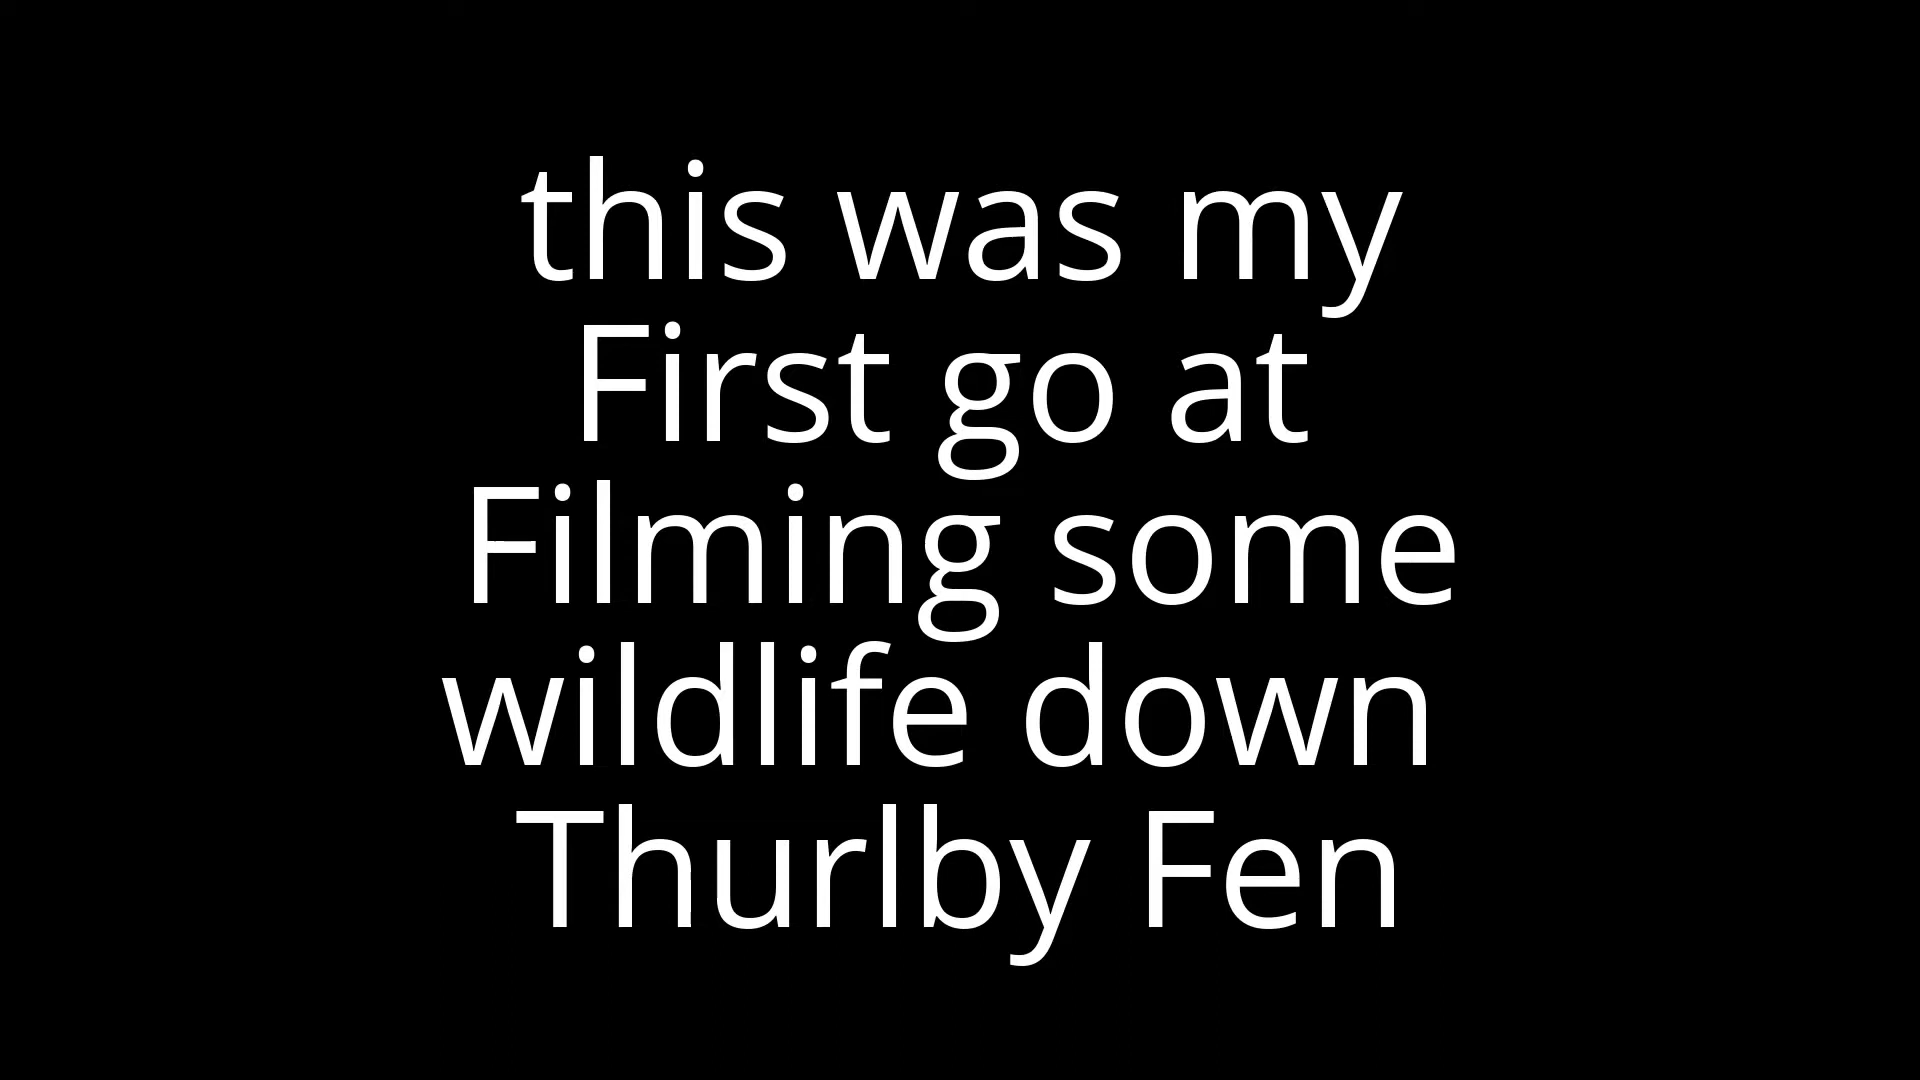 this was my
First go at
Filming some
wildlife down
Thurlby Fen